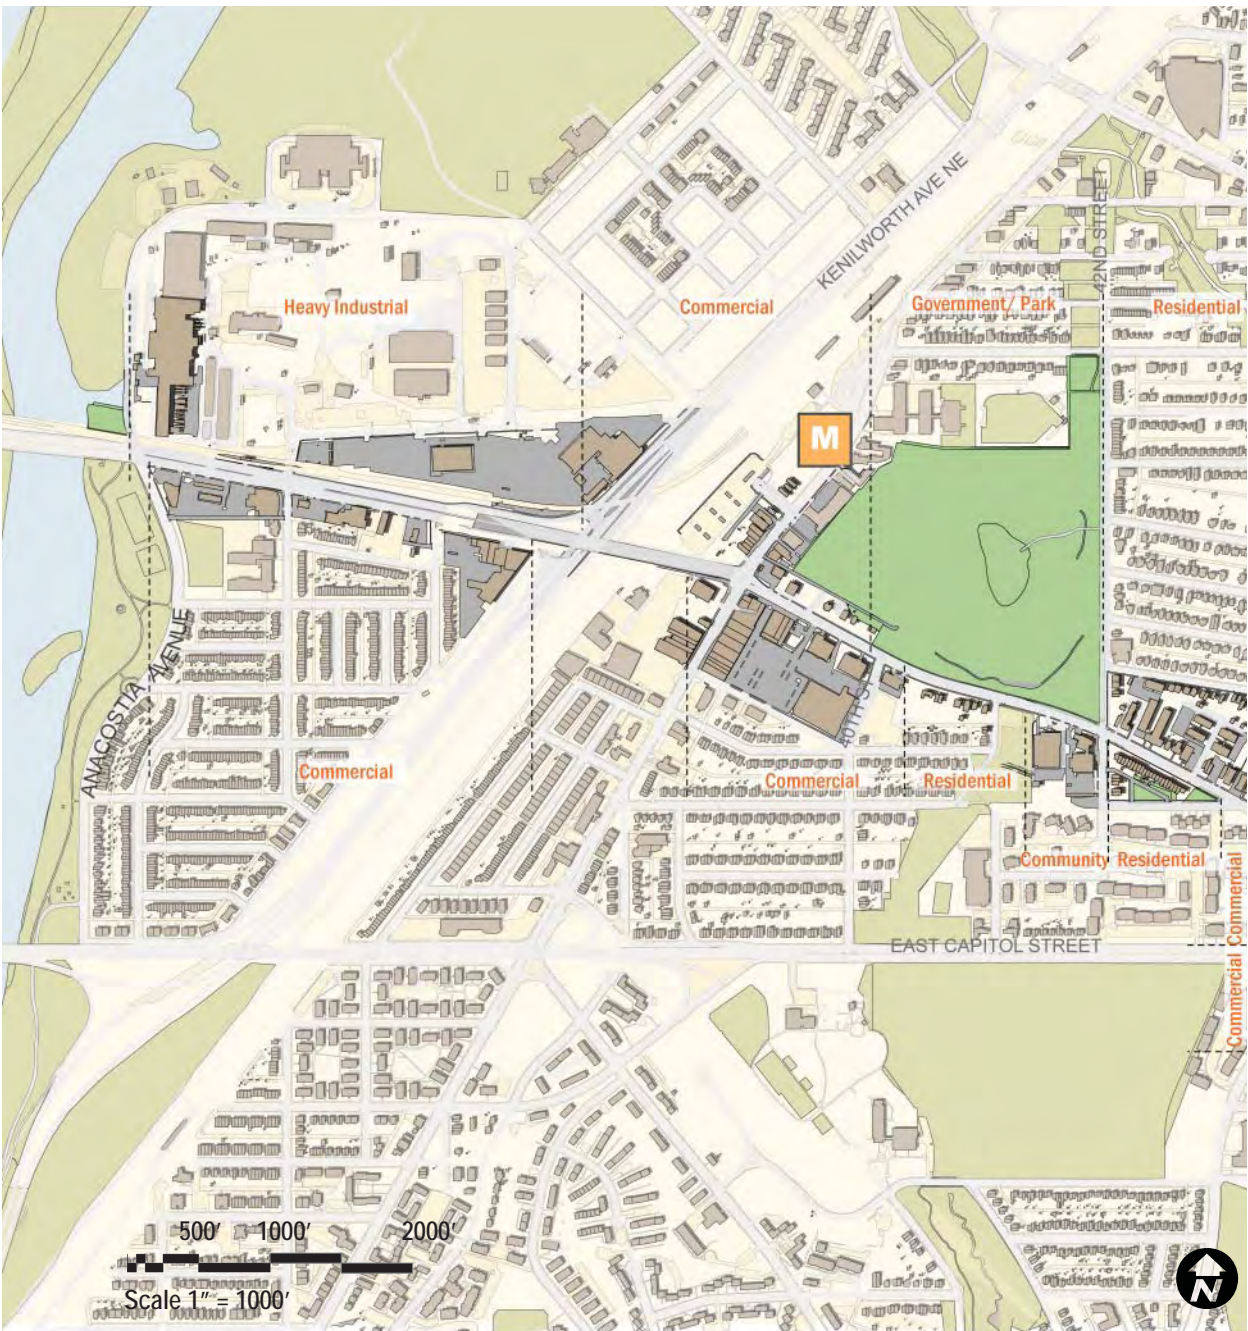 KENILWORTH AVE NE
42ND STREET
Heavy Industrial
Commercial
Government/ Park
Residential
M
ANACOSTIA AVENUE
40TH ST
Commercial
Commercial
Residential
Community
Residential
Commercial
Commercial
EAST CAPITOL STREET
500' 1000' 2000'
Scale 1" = 1000'
N